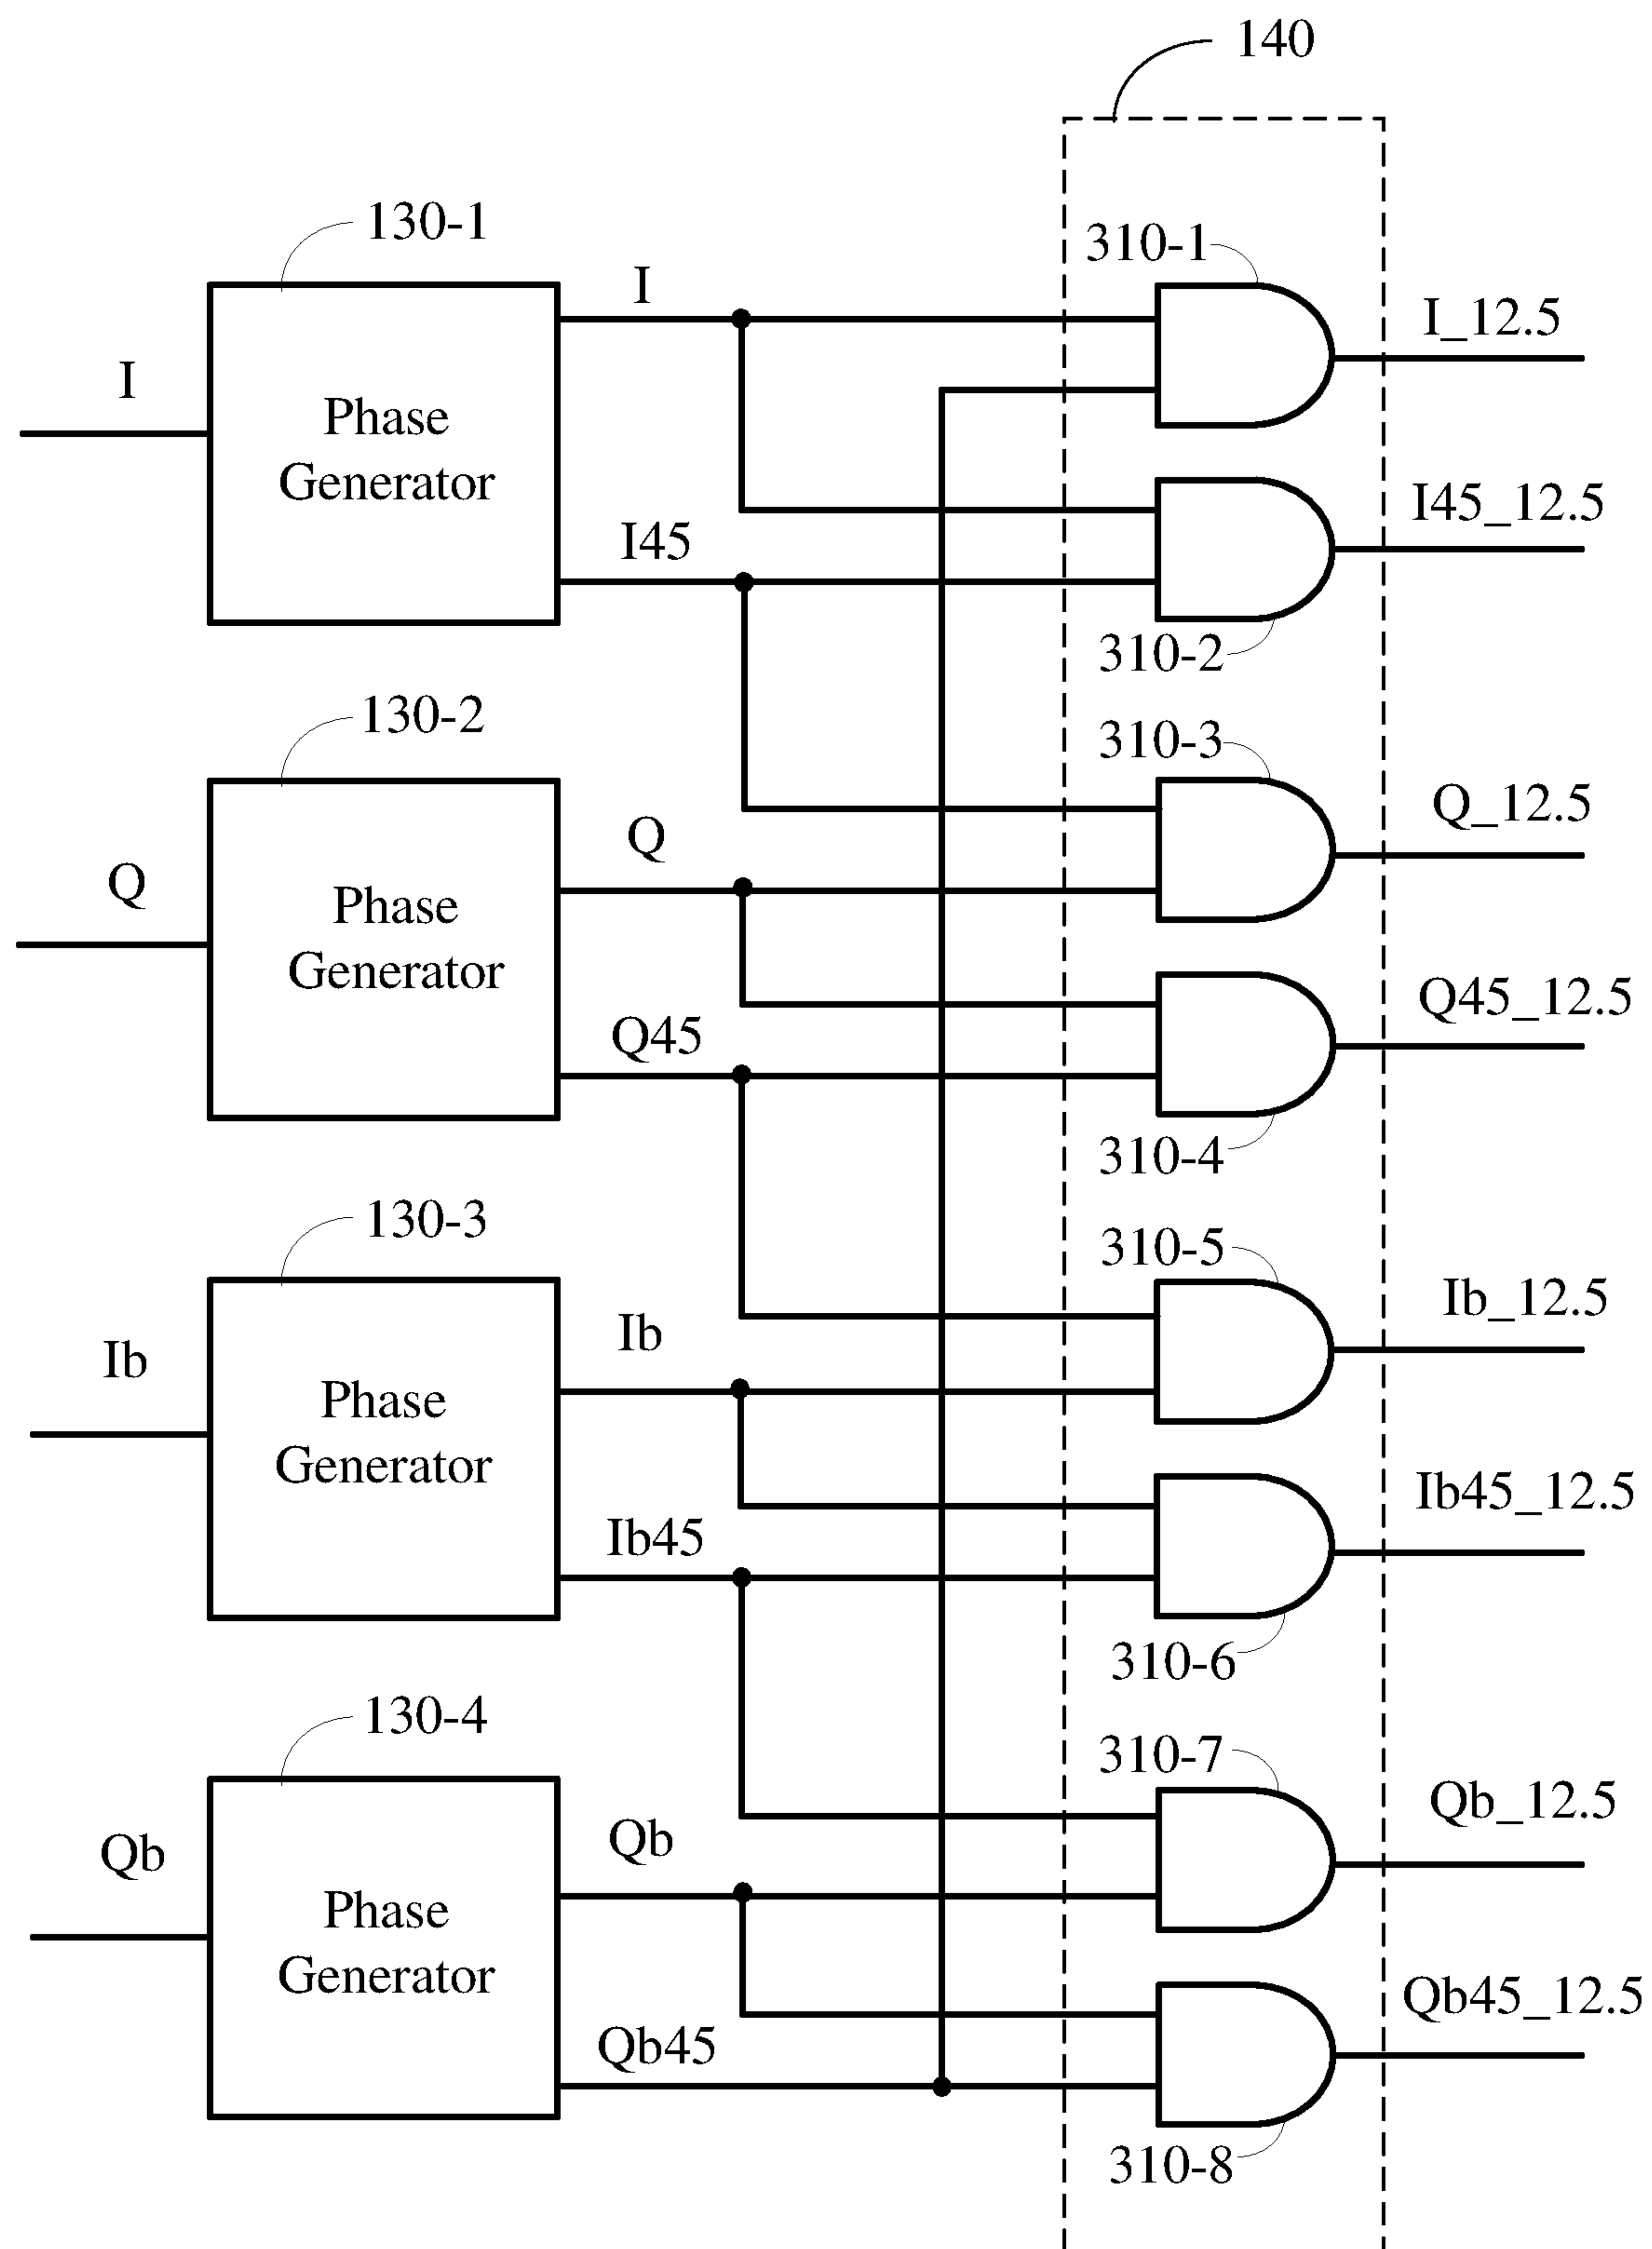 140
130-1
310-1
I
I_12.5
I
Phase
Generator
I45_12.5
I45
310-2
130-2
310-3
Q_12.5
Q
Q
Phase
Generator
Q45_12.5
Q45
310-4
130-3
310-5
Ib_12.5
Ib
Ib
Phase
Generator
Ib45_12.5
Ib45
310-6
130-4
310-7
Qb_12.5
Qb
Qb
Phase
Generator
Qb45_12.5
Qb45
310-8